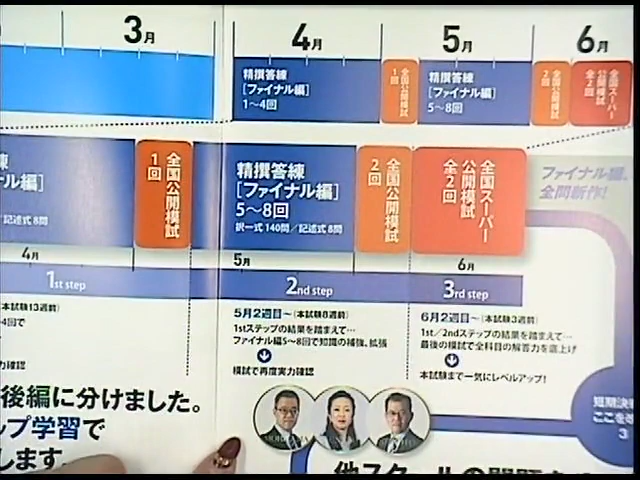 3月
4月
5月
6月
精撰答練
[ファイナル編]
1〜4回
1回
全国公開模試
精撰答練
[ファイナル編]
5〜8回
2回
全国公開模試
全国スーパー
公開模試
全2回
練
ル編]
記述式 8問
1回
全国公開模試
精撰答練
[ファイナル編]
5〜8回
択一式 140問/記述式 8問
2回
全国公開模試
全国スーパー
公開模試
全2回
ファイナル編、
全問新作!
4月
5月
6月
1st step
2nd step
3rd step
本試験13週前)
4回で
確認
5月2週目〜(本試験8週前)
1stステップの結果を踏まえて…
ファイナル編5〜8回で知識の補強、拡張
模試で再度実力確認
6月2週目〜(本試験3週前)
1st/2ndステップの結果を踏まえて…
最後の模試で全科目の解答力を底上げ
本試験まで一気にレベルアップ!
後編に分けました。
プ学習で
します。
短期決
ここを
3